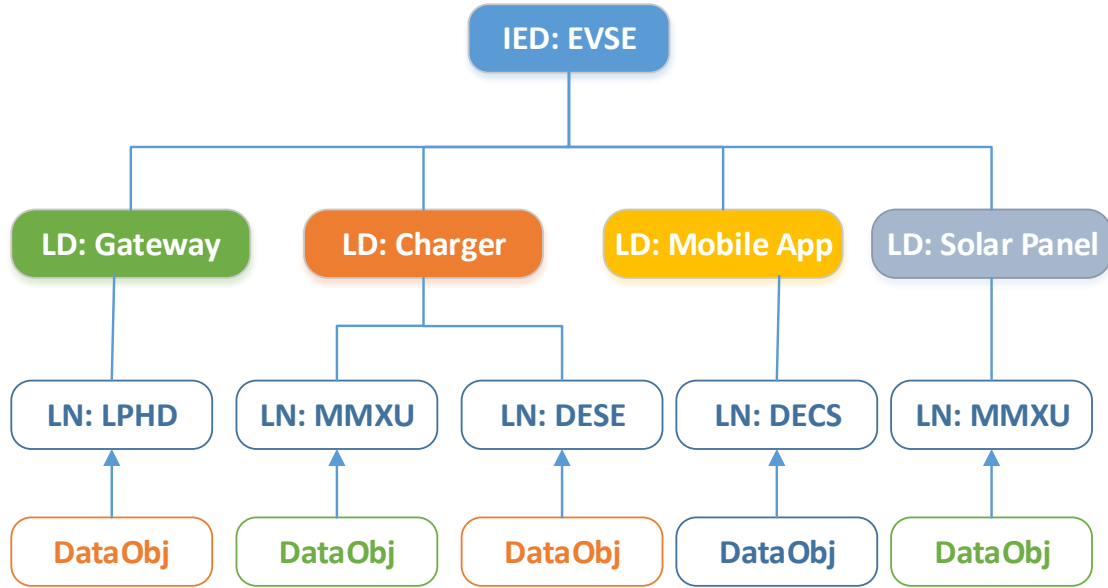 IED: EVSE
LD: Gateway
LD: Charger
LD: Mobile App
LD: Solar Panel
LN: LPHD
LN: MMXU
LN: DESE
LN: DECS
LN: MMXU
DataObj
DataObj
DataObj
DataObj
DataObj